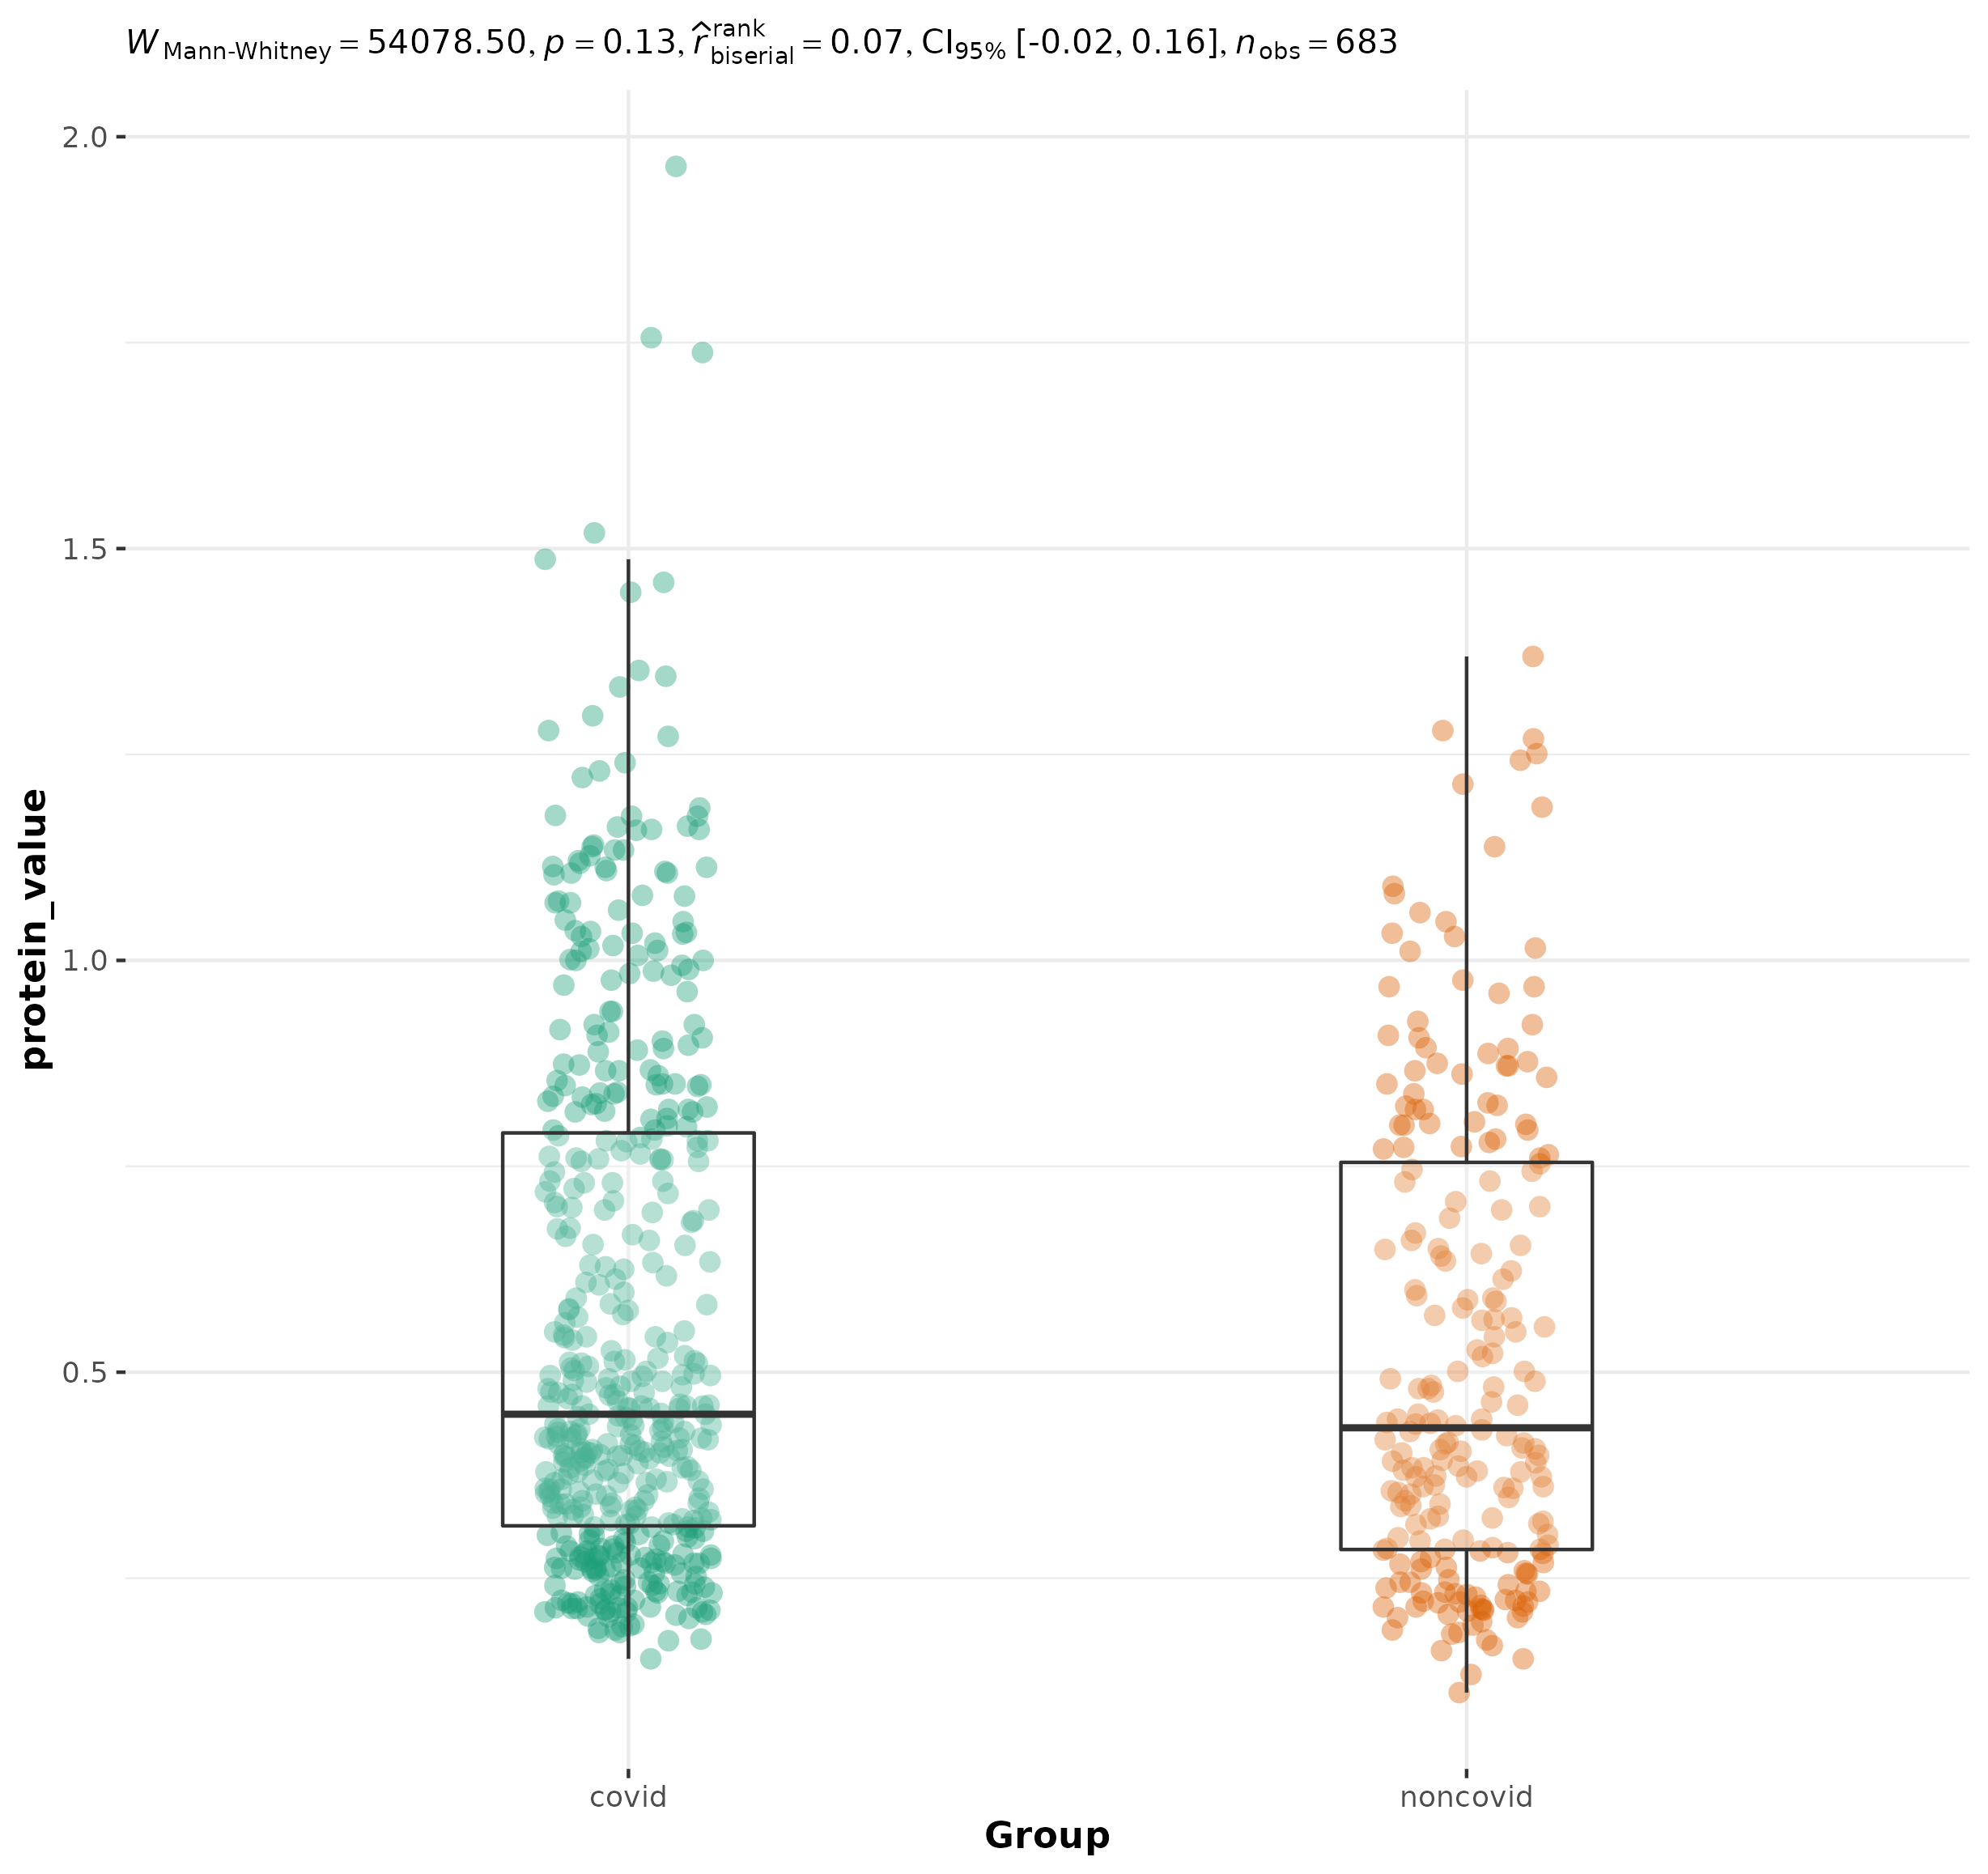 W Mann-Whitney = 54078.50, p = 0.13, r̂ rank biserial = 0.07, CI95% [-0.02, 0.16], nobs = 683
2.0
1.5
1.0
0.5
protein_value
covid noncovid
Group